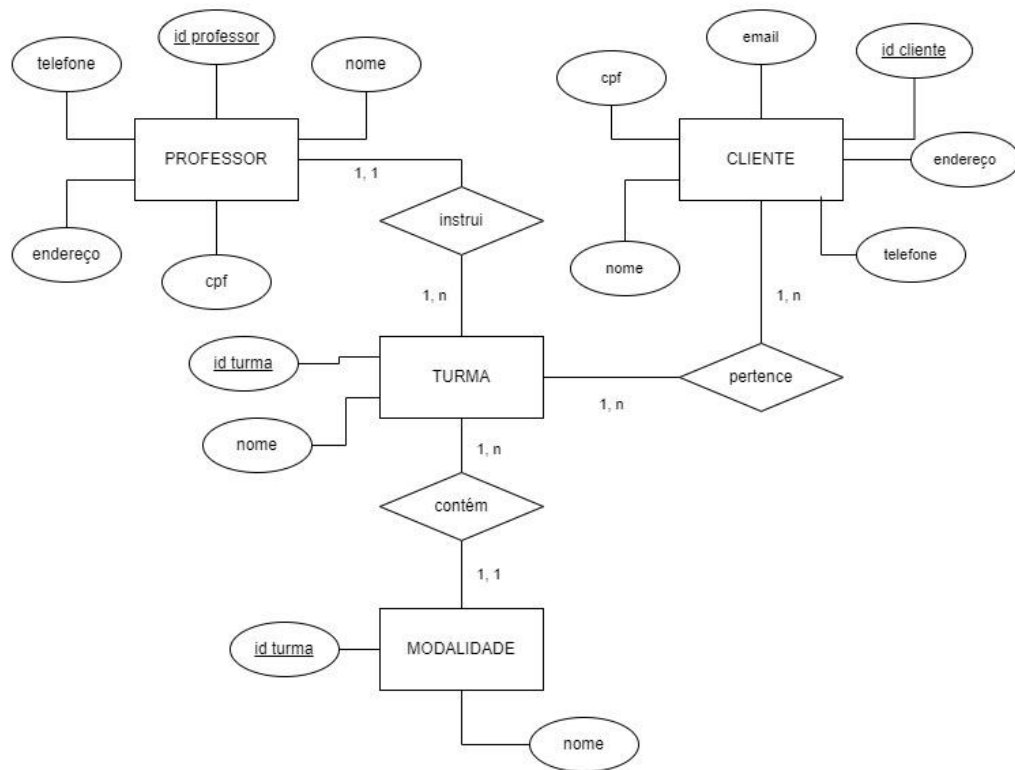 id professor
telefone
nome
PROFESSOR
endereço
cpf
1, 1
instrui
1, n
email
id cliente
cpf
CLIENTE
endereço
nome
telefone
1, n
pertence
1, n
id turma
TURMA
nome
1, n
contém
1, 1
id turma
MODALIDADE
nome